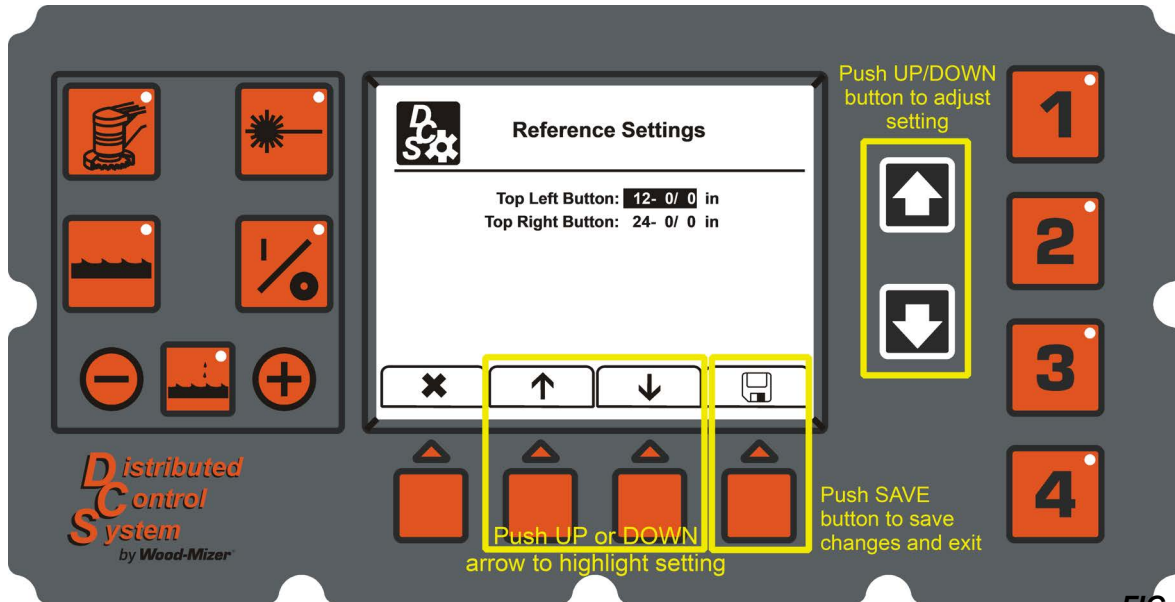 Push UP/DOWN
button to adjust
setting
1
Reference Settings
DCS
Top Left Button: 12- 0/ 0 in
Top Right Button: 24- 0/ 0 in
2
3
4
Distributed
Control
System
by Wood-Mizer
Push UP or DOWN
arrow to highlight setting
Push SAVE
button to save
changes and exit
FIG